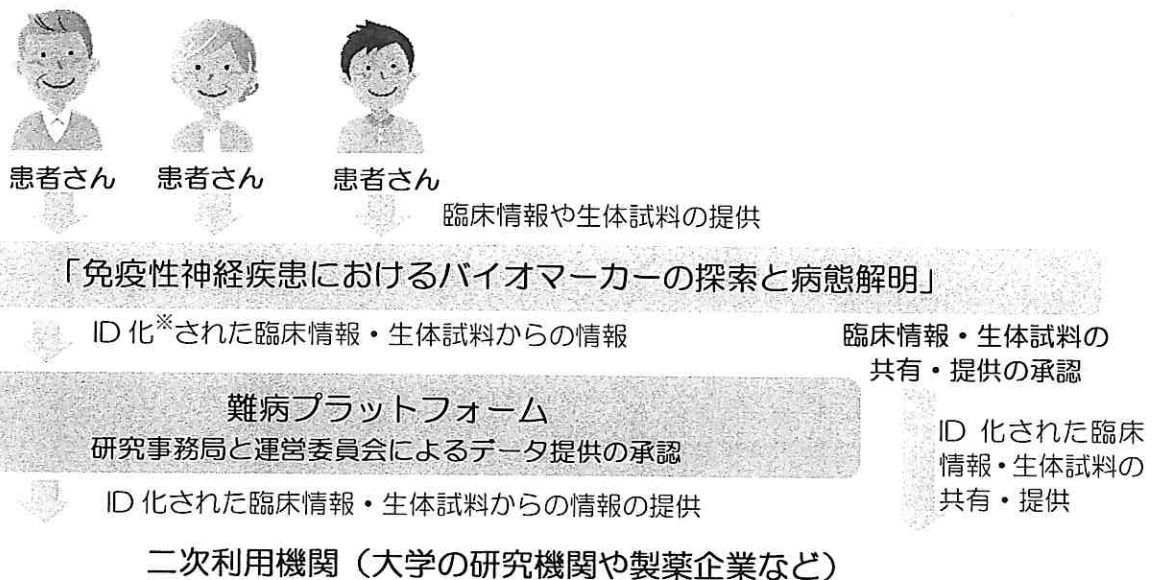 患者さん 患者さん 患者さん
臨床情報や生体試料の提供
「免疫性神経疾患におけるバイオマーカーの探索と病態解明」
ID 化※された臨床情報・生体試料からの情報
臨床情報・生体試料の
共有・提供の承認
難病プラットフォーム
研究事務局と運営委員会によるデータ提供の承認
ID 化された臨床
情報・生体試料の
共有・提供
ID 化された臨床情報・生体試料からの情報の提供
二次利用機関（大学の研究機関や製薬企業など）